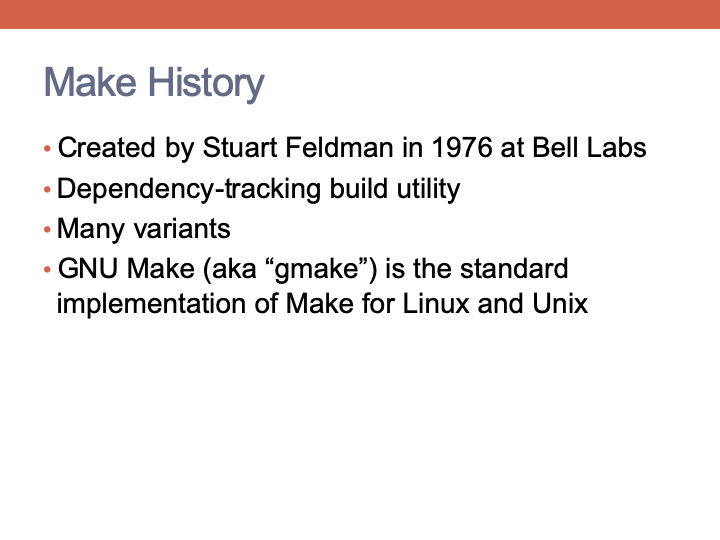 Make History
• Created by Stuart Feldman in 1976 at Bell Labs
• Dependency-tracking build utility
• Many variants
• GNU Make (aka “gmake”) is the standard
implementation of Make for Linux and Unix